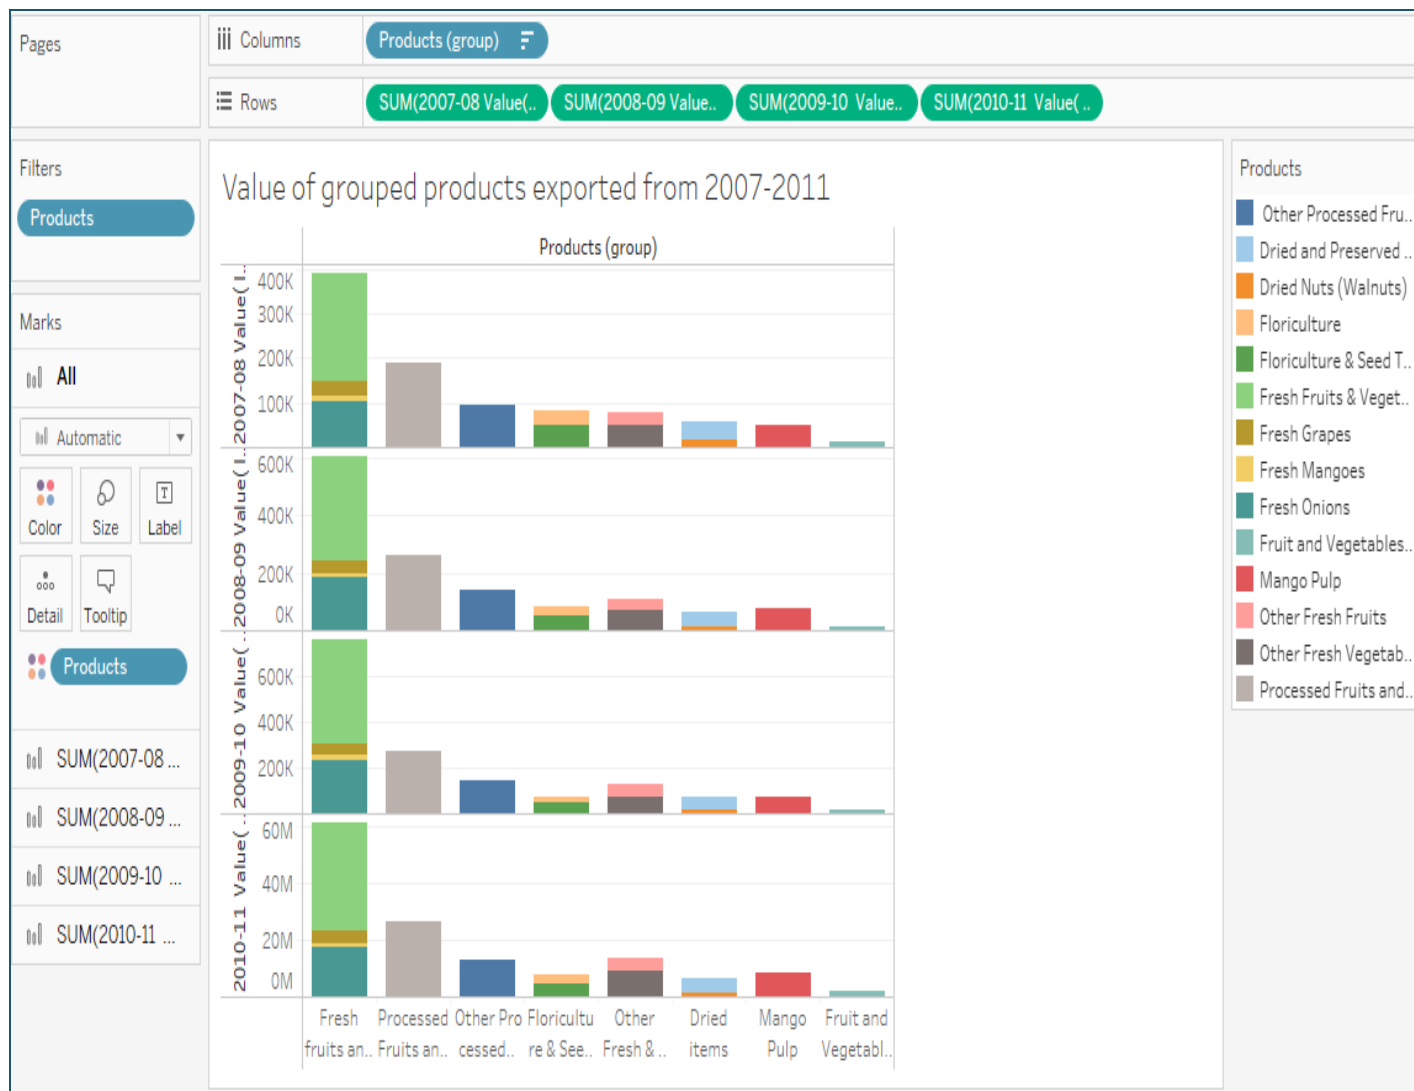 Pages
Columns
Products (group)
Rows
SUM(2007-08 Value(..
SUM(2008-09 Value..
SUM(2009-10 Value..
SUM(2010-11 Value( ..
Filters
Products
Marks
All
Automatic
Color
Size
Label
Detail
Tooltip
Products
SUM(2007-08 ...
SUM(2008-09 ...
SUM(2009-10 ...
SUM(2010-11 ...
Value of grouped products exported from 2007-2011
Products (group)
2007-08 Value( I..
400K
300K
200K
100K
2008-09 Value( I..
600K
400K
200K
0K
2009-10 Value( ..
600K
400K
200K
2010-11 Value( ..
60M
40M
20M
0M
Fresh
fruits an..
Processed
Fruits an..
Other Pro
cessed..
Floricultu
re & See..
Other
Fresh & ..
Dried
items
Mango
Pulp
Fruit and
Vegetabl..
Products
Other Processed Fru..
Dried and Preserved ..
Dried Nuts (Walnuts)
Floriculture
Floriculture & Seed T..
Fresh Fruits & Veget..
Fresh Grapes
Fresh Mangoes
Fresh Onions
Fruit and Vegetables..
Mango Pulp
Other Fresh Fruits
Other Fresh Vegetab..
Processed Fruits and..